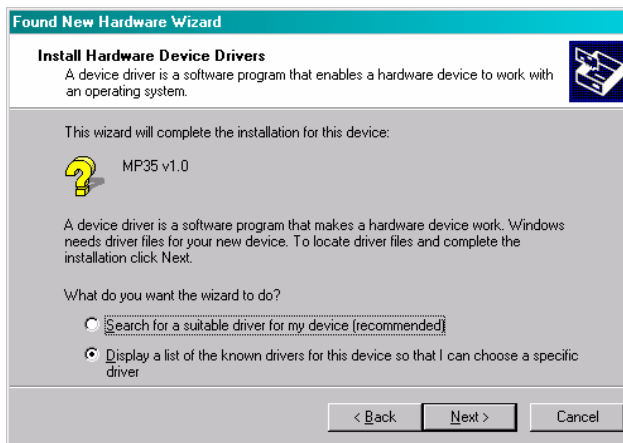 Found New Hardware Wizard
Install Hardware Device Drivers
A device driver is a software program that enables a hardware device to work with
an operating system.
This wizard will complete the installation for this device:
MP35 v1.0
A device driver is a software program that makes a hardware device work. Windows
needs driver files for your new device. To locate driver files and complete the
installation click Next.
What do you want the wizard to do?
Search for a suitable driver for my device (recommended)
Display a list of the known drivers for this device so that I can choose a specific
driver
< Back Next > Cancel